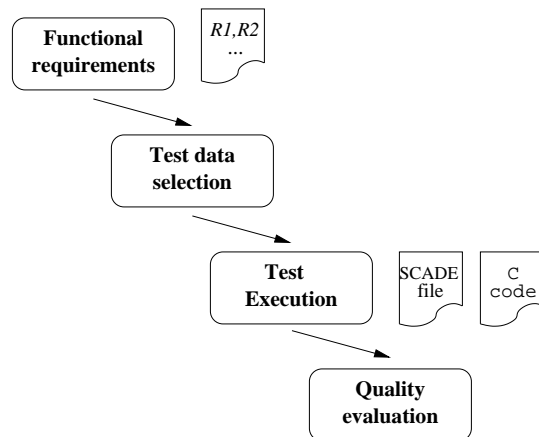 Functional
requirements
R1,R2
...
Test data
selection
Test
Execution
SCADE
file
C
code
Quality
evaluation